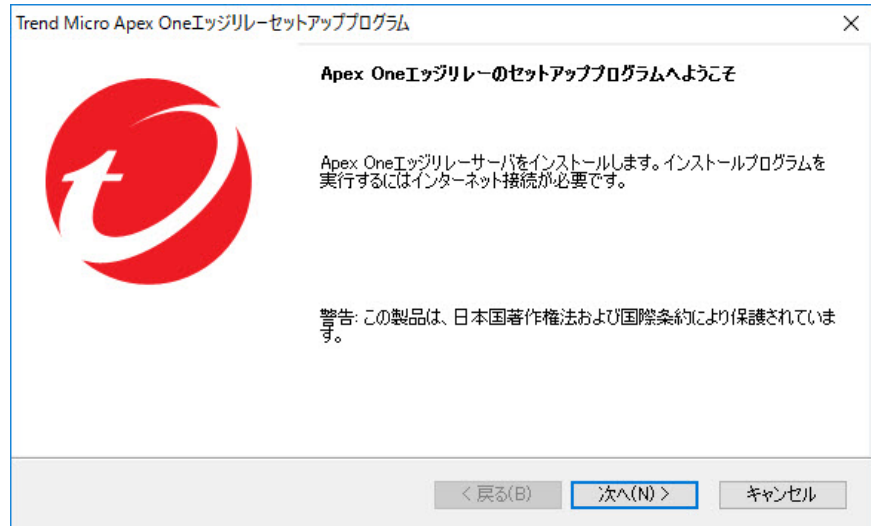 Trend Micro Apex Oneエッジリレーセットアッププログラム
Apex Oneエッジリレーのセットアッププログラムへようこそ
Apex Oneエッジリレーサーバをインストールします。インストールプログラムを
実行するにはインターネット接続が必要です。
警告: この製品は、日本国著作権法および国際条約により保護されていま
す。
< 戻る(B)
次へ(N) >
キャンセル